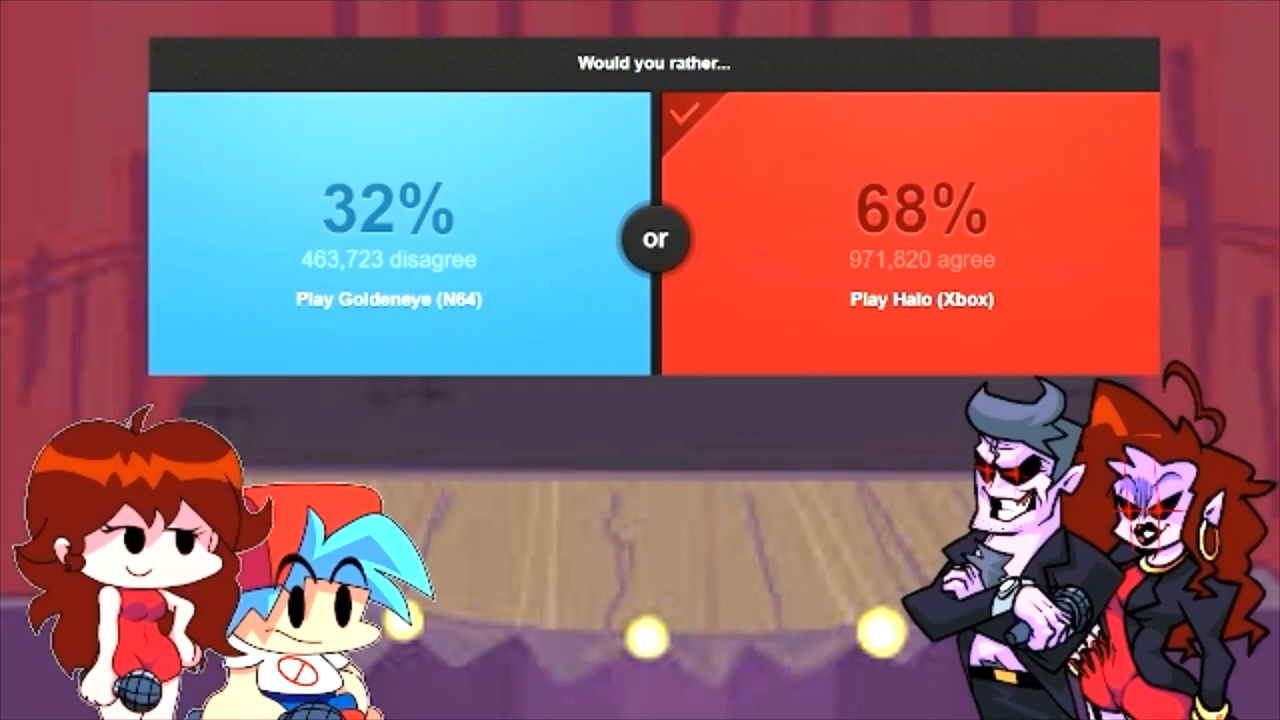 Would you rather...
32%
463,723 disagree
Play Goldeneye (N64)
or
68%
971,820 agree
Play Halo (Xbox)